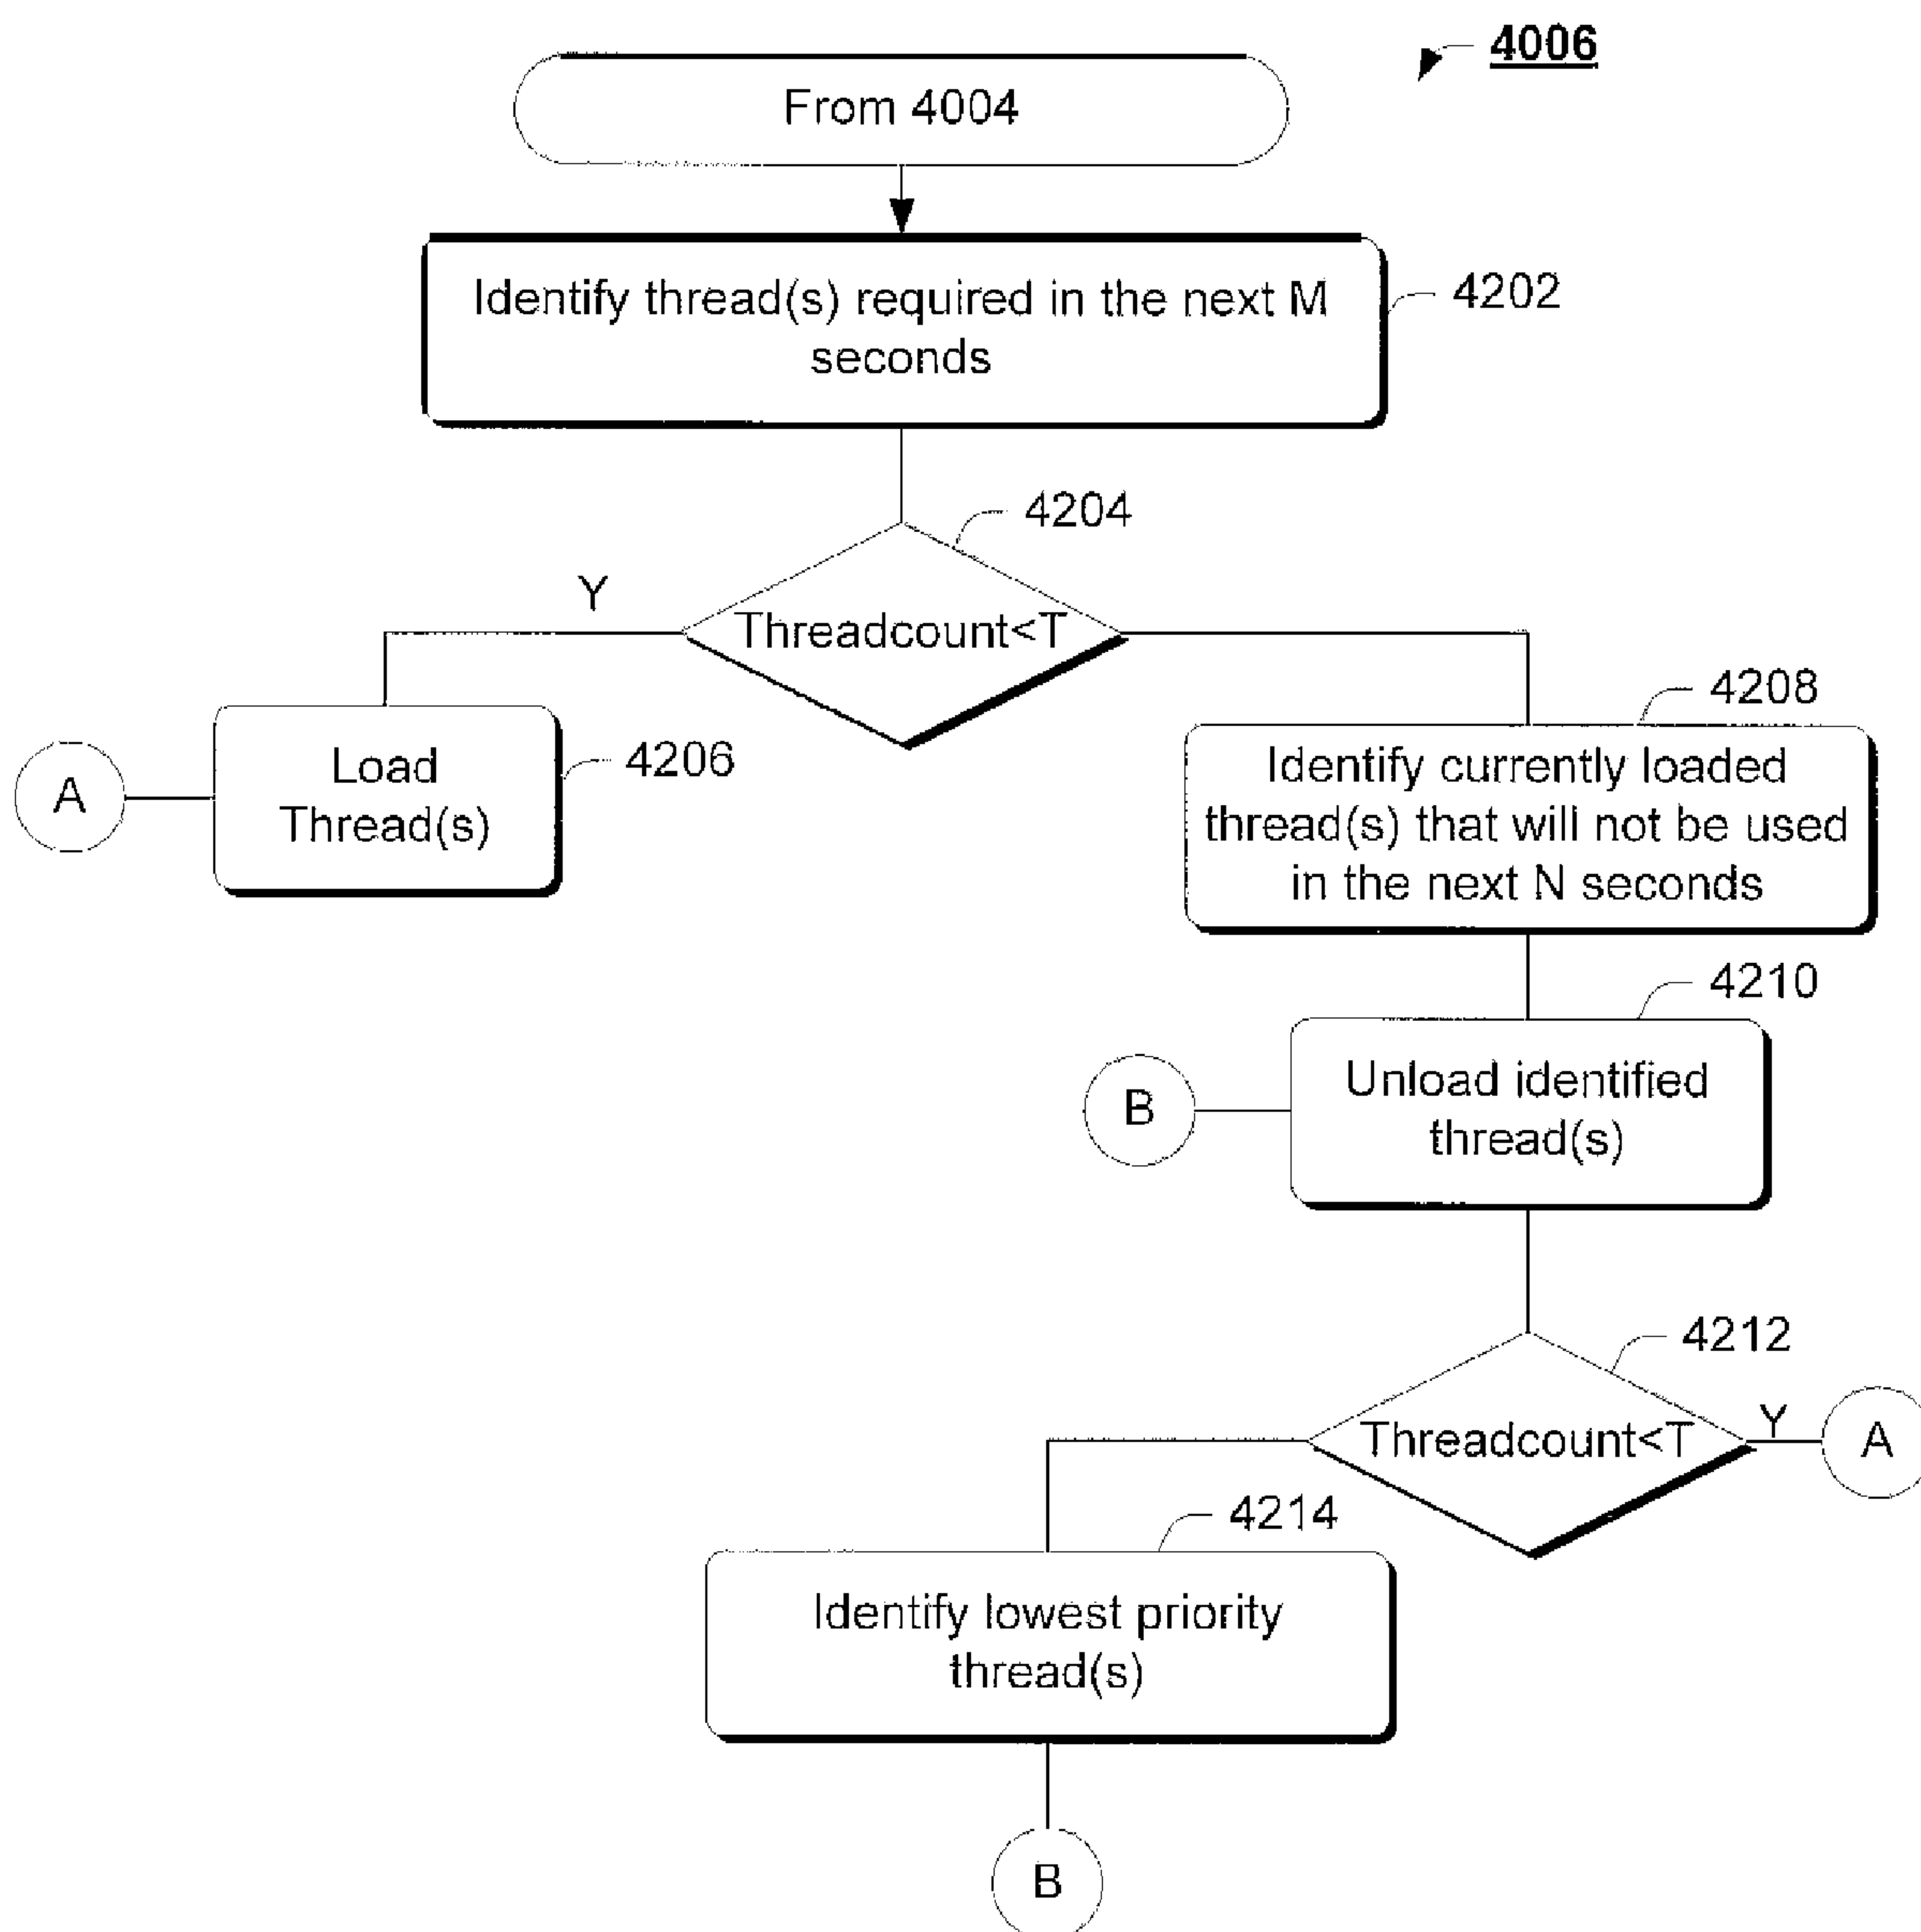 4006
From 4004
Identify thread(s) required in the next M
seconds
4202
4204
Y
Threadcount<T
4208
A
Load
Thread(s)
4206
Identify currently loaded
thread(s) that will not be used
in the next N seconds
4210
B
Unload identified
thread(s)
4212
Threadcount<T
Y
A
4214
Identify lowest priority
thread(s)
B